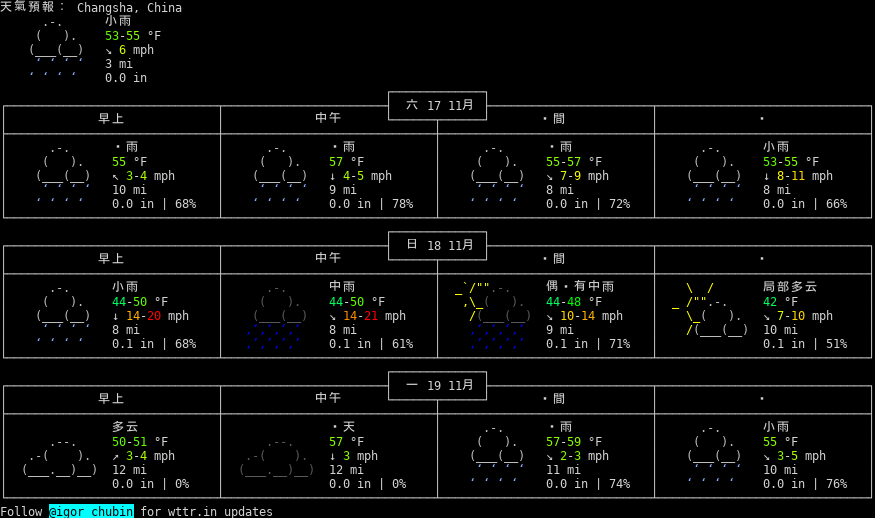 天氣預報： Changsha, China
小雨
53-55 °F
↘ 6 mph
3 mi
0.0 in
六 17 11月
早上 中午 ・間 ・
・雨 ・雨 ・雨 小雨
55 °F 57 °F 55-57 °F 53-55 °F
↖ 3-4 mph ↓ 4-5 mph ↘ 7-9 mph ↓ 8-11 mph
10 mi 9 mi 8 mi 8 mi
0.0 in | 68% 0.0 in | 78% 0.0 in | 72% 0.0 in | 66%
日 18 11月
早上 中午 ・間 ・
小雨 中雨 偶・有中雨 局部多云
44-50 °F 44-50 °F 44-48 °F 42 °F
↓ 14-20 mph ↘ 14-21 mph ↘ 10-14 mph ↘ 7-10 mph
8 mi 8 mi 9 mi 10 mi
0.1 in | 68% 0.1 in | 61% 0.1 in | 71% 0.1 in | 51%
一 19 11月
早上 中午 ・間 ・
多云 ・天 ・雨 小雨
50-51 °F 57 °F 57-59 °F 55 °F
↗ 3-4 mph ↓ 3 mph ↘ 2-3 mph ↘ 3-5 mph
12 mi 12 mi 11 mi 10 mi
0.0 in | 0% 0.0 in | 0% 0.0 in | 74% 0.0 in | 76%
Follow @igor_chubin for wttr.in updates